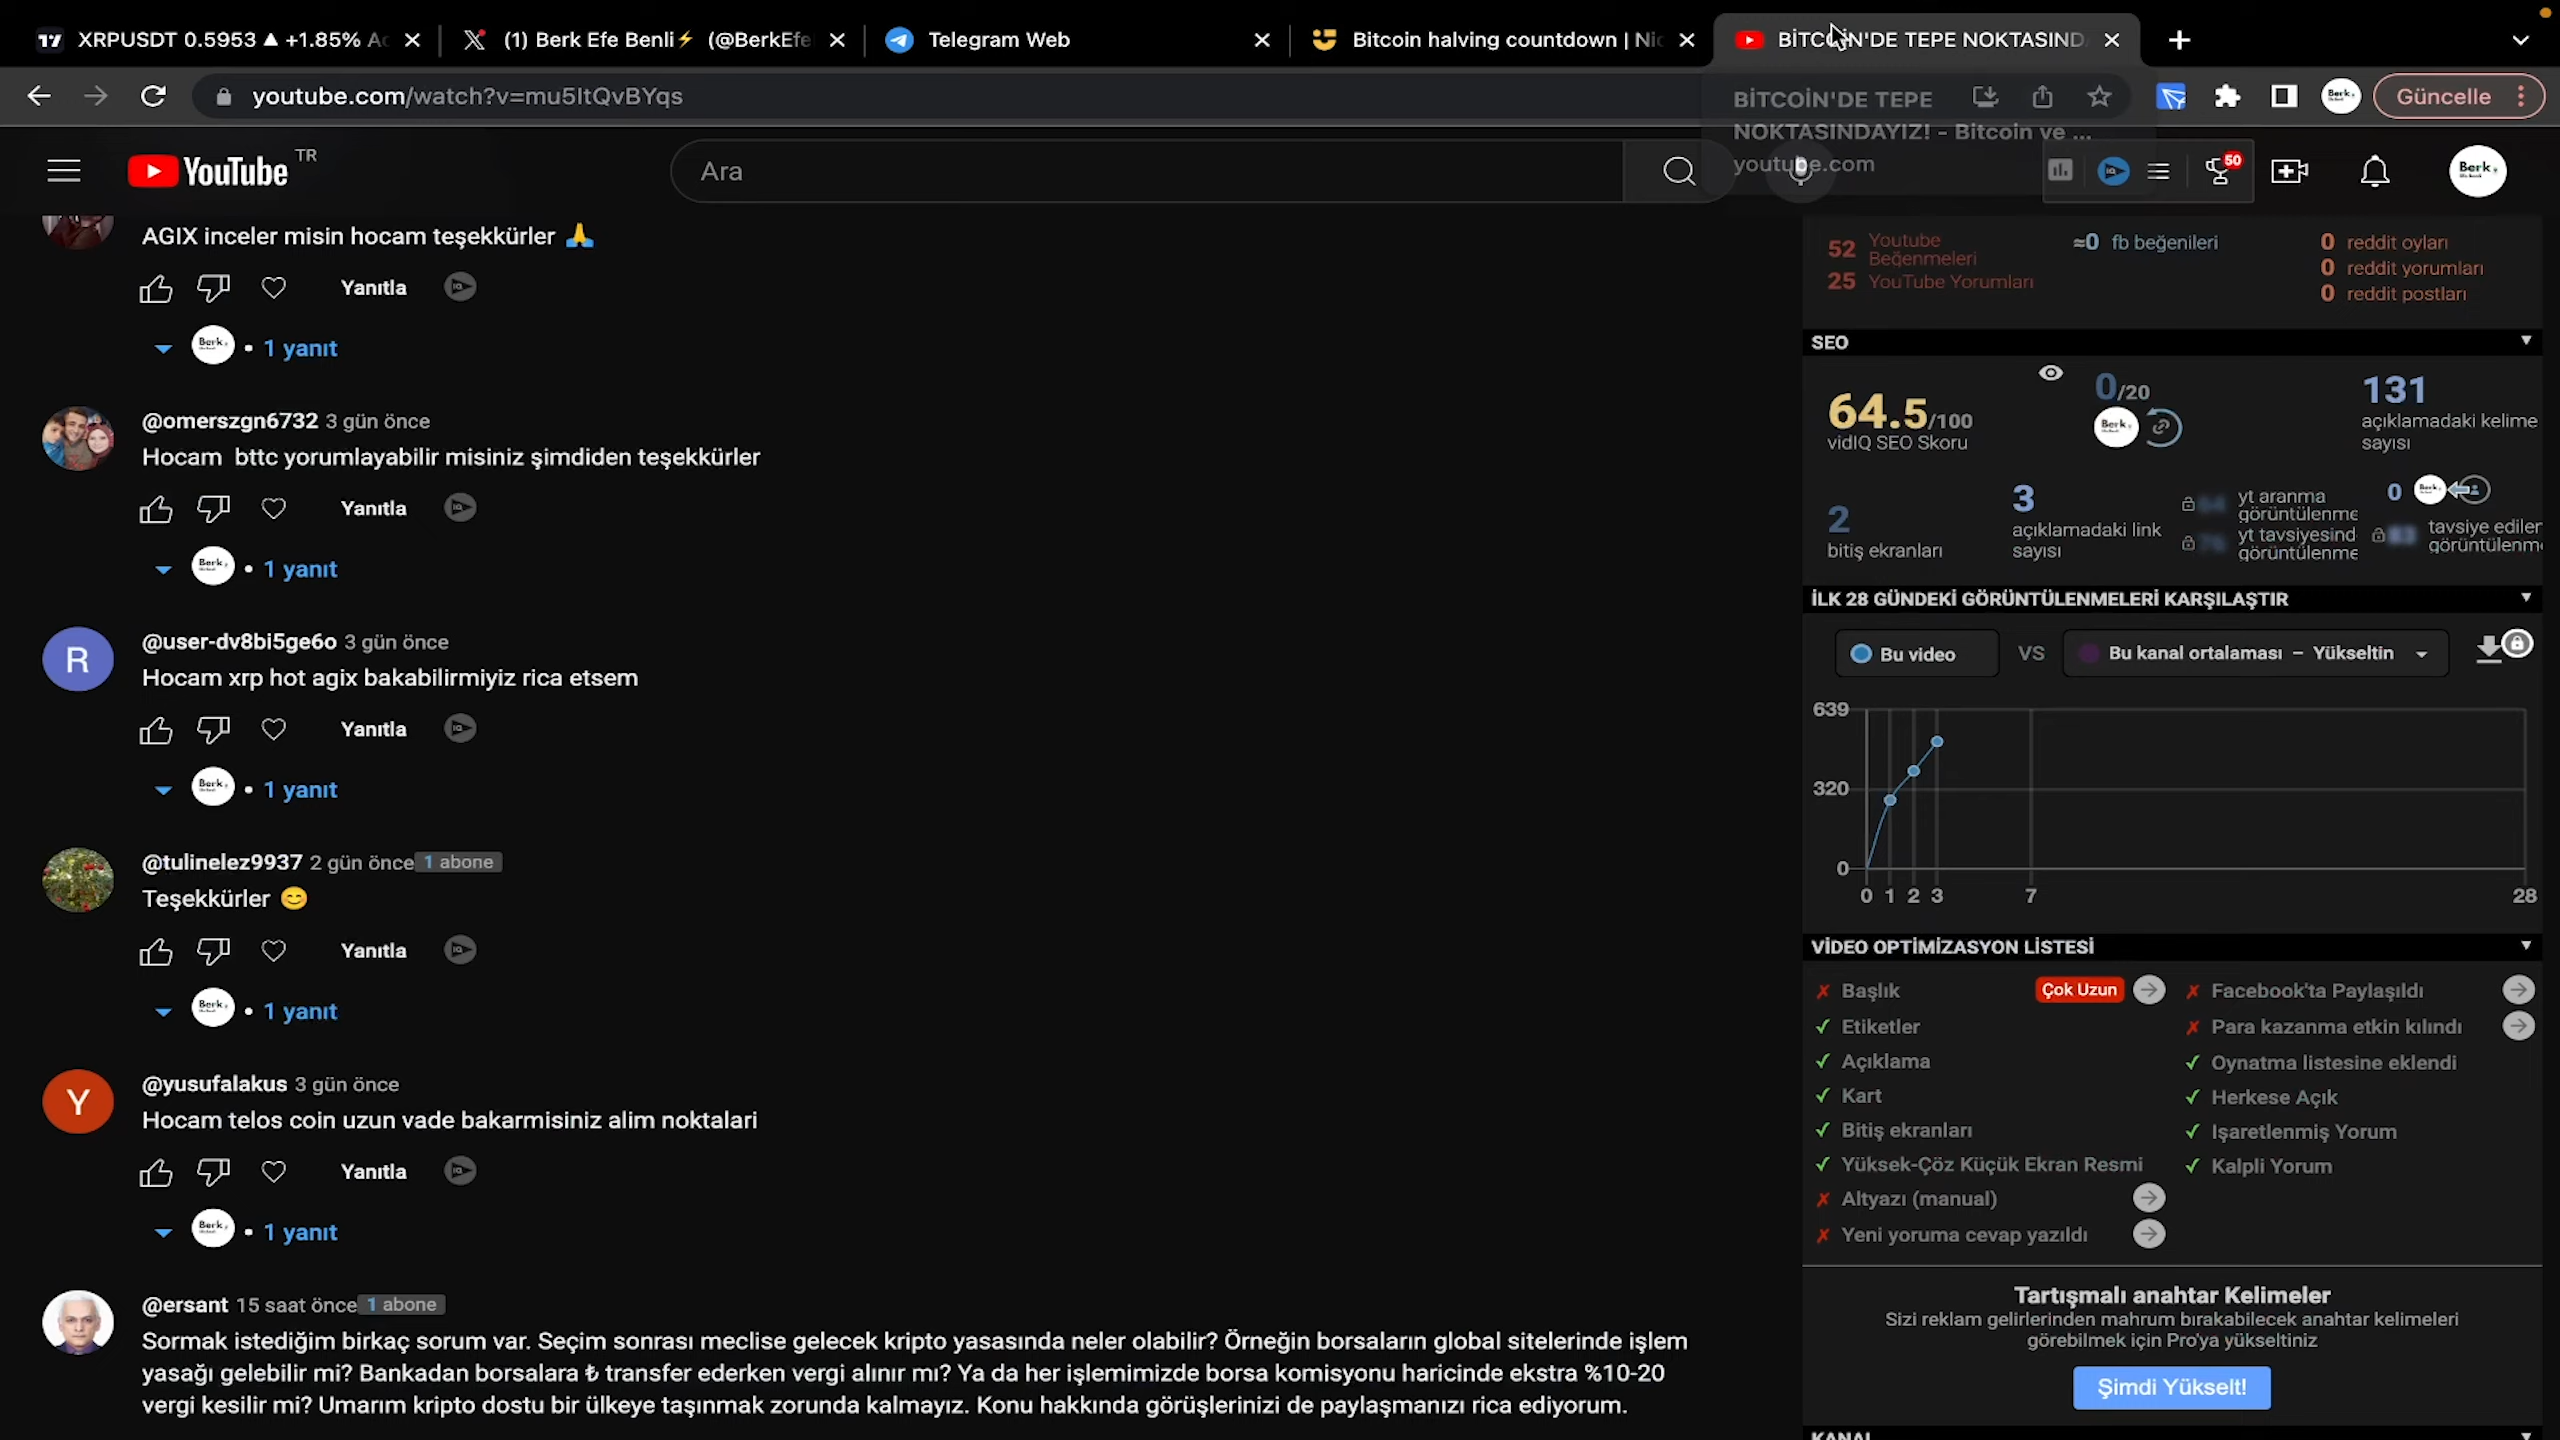 XRPUSDT 0.5953 ▲ +1.85%
(1) Berk Efe Benli⚡ (@BerkEfe
Telegram Web
Bitcoin halving countdown | Nic
BİTCOİN'DE TEPE NOKTASIND
youtube.com/watch?v=mu5ItQvBYqs
Güncelle
BİTCOİN'DE TEPE
NOKTASINDAYIZ! - Bitcoin ve ...
youtube.com
YouTube TR
Ara
50
Berk
AGIX inceler misin hocam teşekkürler 🙏
Yanıtla
• 1 yanıt
@omerszgn6732 3 gün önce
Hocam bttc yorumlayabilir misiniz şimdiden teşekkürler
Yanıtla
• 1 yanıt
R
@user-dv8bi5ge6o 3 gün önce
Hocam xrp hot agix bakabilirmiyiz rica etsem
Yanıtla
• 1 yanıt
@tulinelez9937 2 gün önce 1 abone
Teşekkürler 😊
Yanıtla
• 1 yanıt
Y
@yusufalakus 3 gün önce
Hocam telos coin uzun vade bakarmisiniz alim noktalari
Yanıtla
• 1 yanıt
@ersant 15 saat önce 1 abone
Sormak istediğim birkaç sorum var. Seçim sonrası meclise gelecek kripto yasasında neler olabilir? Örneğin borsaların global sitelerinde işlem
yasağı gelebilir mi? Bankadan borsalara ₺ transfer ederken vergi alınır mı? Ya da her işlemimizde borsa komisyonu haricinde ekstra %10-20
vergi kesilir mi? Umarım kripto dostu bir ülkeye taşınmak zorunda kalmayız. Konu hakkında görüşlerinizi de paylaşmanızı rica ediyorum.
52 Youtube Beğenmeleri
25 YouTube Yorumları
≈0 fb beğenileri
0 reddit oyları
0 reddit yorumları
0 reddit postları
SEO
64.5/100
vidIQ SEO Skoru
0/20
131
açıklamadaki kelime
sayısı
2
bitiş ekranları
3
açıklamadaki link
sayısı
yt aranma
görüntülenme
yt tavsiyesind
görüntülenme
0
tavsiye ediler
görüntülenm
İLK 28 GÜNDEKİ GÖRÜNTÜLENMELERİ KARŞILAŞTIR
Bu video VS Bu kanal ortalaması – Yükseltin
639
320
0
0 1 2 3 7 28
VİDEO OPTİMİZASYON LİSTESİ
✗ Başlık Çok Uzun
✓ Etiketler
✓ Açıklama
✓ Kart
✓ Bitiş ekranları
✓ Yüksek-Çöz Küçük Ekran Resmi
✗ Altyazı (manual)
✗ Yeni yoruma cevap yazıldı
✗ Facebook'ta Paylaşıldı
✗ Para kazanma etkin kılındı
✓ Oynatma listesine eklendi
✓ Herkese Açık
✓ Işaretlenmiş Yorum
✓ Kalpli Yorum
Tartışmalı anahtar Kelimeler
Sizi reklam gelirlerinden mahrum bırakabilecek anahtar kelimeleri
görebilmek için Pro'ya yükseltiniz
Şimdi Yükselt!
KANAL